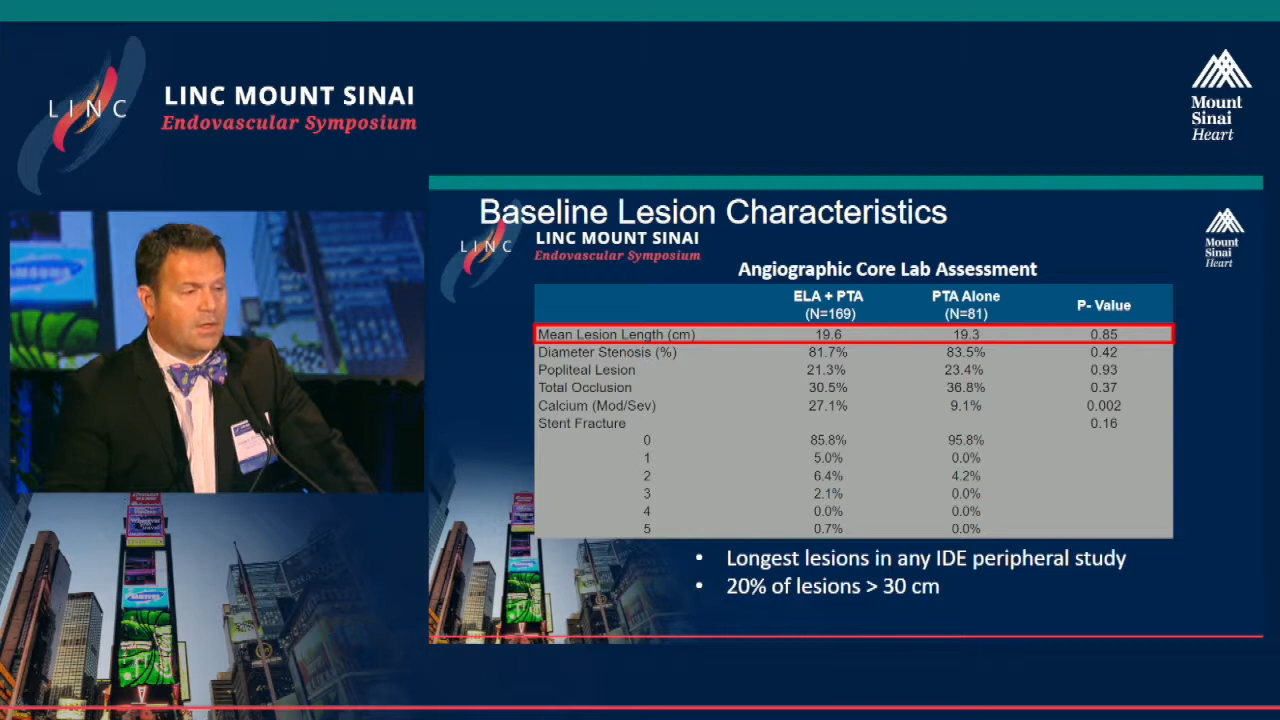 LINC
LINC MOUNT SINAI
Endovascular Symposium
Mount
Sinai
Heart
SAMSUNG
Baseline Lesion Characteristics
LINC
LINC MOUNT SINAI
Endovascular Symposium
Mount
Sinai
Heart
Angiographic Core Lab Assessment
ELA + PTA (N=169) PTA Alone (N=81) P- Value
Mean Lesion Length (cm) 19.6 19.3 0.85
Diameter Stenosis (%) 81.7% 83.5% 0.42
Popliteal Lesion 21.3% 23.4% 0.93
Total Occlusion 30.5% 36.8% 0.37
Calcium (Mod/Sev) 27.1% 9.1% 0.002
Stent Fracture 0.16
0 85.8% 95.8%
1 5.0% 0.0%
2 6.4% 4.2%
3 2.1% 0.0%
4 0.0% 0.0%
5 0.7% 0.0%
• Longest lesions in any IDE peripheral study
• 20% of lesions > 30 cm